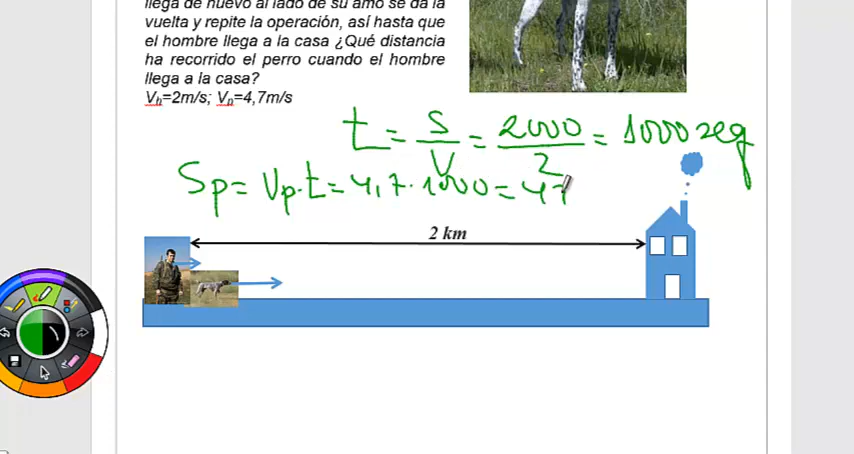 llega de nuevo al lado de su amo se da la
vuelta y repite la operación, así hasta que
el hombre llega a la casa ¿Qué distancia
ha recorrido el perro cuando el hombre
llega a la casa?
Vh=2m/s; Vp=4,7m/s
t = S/V = 2000/2 = 1000 seg
Sp = Vp · t = 4,7 · 1000 = 47
2 km